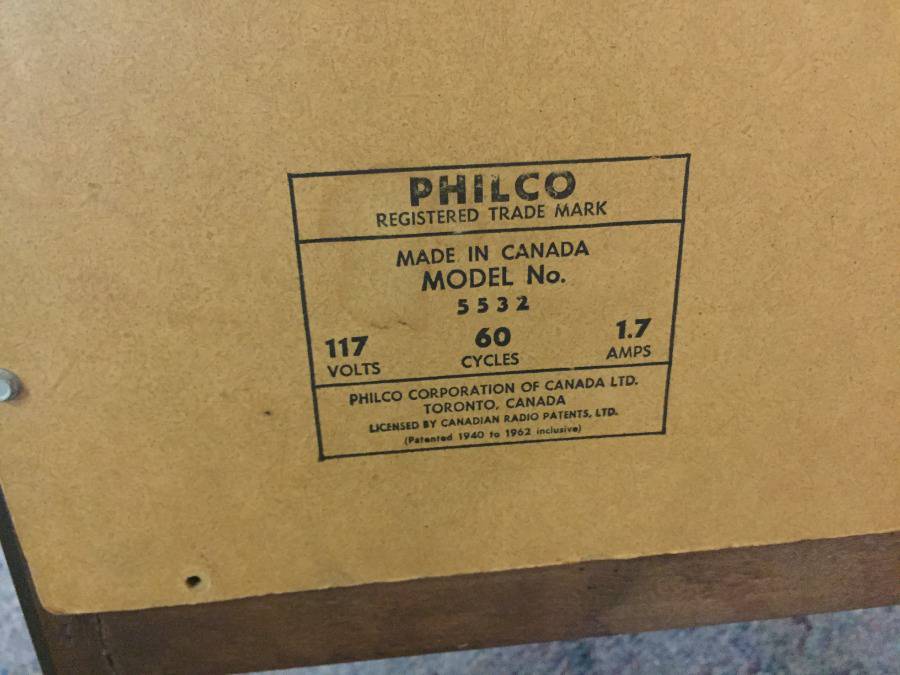 PHILCO
REGISTERED TRADE MARK
MADE IN CANADA
MODEL No.
5532
117 60 1.7
VOLTS CYCLES AMPS
PHILCO CORPORATION OF CANADA LTD.
TORONTO, CANADA
LICENSED BY CANADIAN RADIO PATENTS, LTD.
(Patented 1940 to 1962 inclusive)